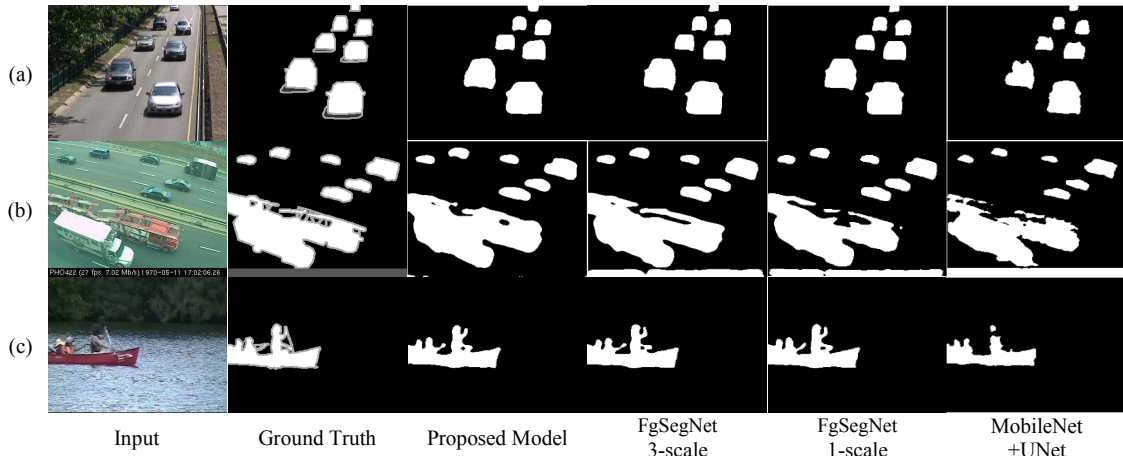 (a)
(b)
PHO422 (27 fps 7.02 Mb/s) 1970-05-11 17:02:06.26
(c)
Input
Ground Truth
Proposed Model
FgSegNet
3-scale
FgSegNet
1-scale
MobileNet
+UNet